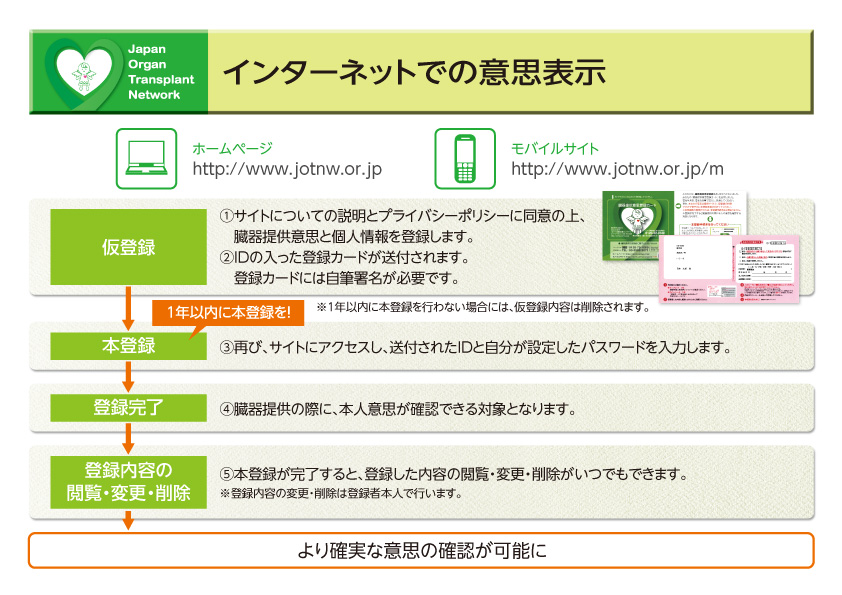 Japan
Organ
Transplant
Network
インターネットでの意思表示
ホームページ
http://www.jotnw.or.jp
モバイルサイト
http://www.jotnw.or.jp/m
仮登録
①サイトについての説明とプライバシーポリシーに同意の上、
臓器提供意思と個人情報を登録します。
②IDの入った登録カードが送付されます。
登録カードには自筆署名が必要です。
1年以内に本登録を!
※1年以内に本登録を行わない場合には、仮登録内容は削除されます。
本登録
③再び、サイトにアクセスし、送付されたIDと自分が設定したパスワードを入力します。
登録完了
④臓器提供の際に、本人意思が確認できる対象となります。
登録内容の
閲覧・変更・削除
⑤本登録が完了すると、登録した内容の閲覧・変更・削除がいつでもできます。
※登録内容の変更・削除は登録者本人で行います。
より確実な意思の確認が可能に